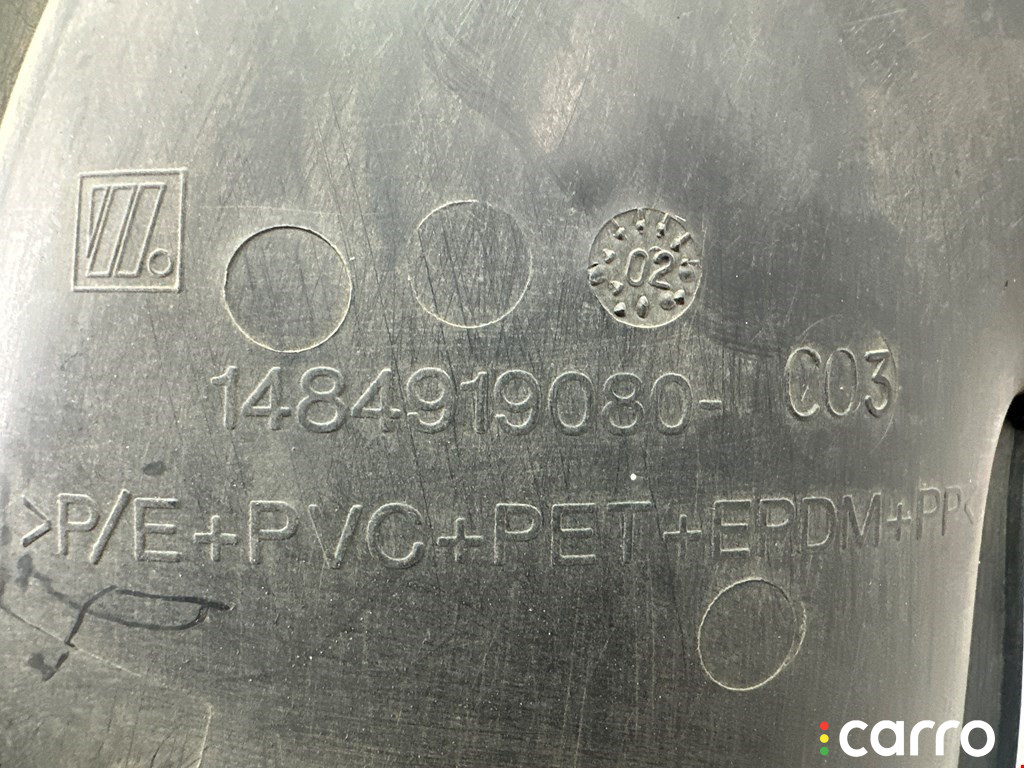 02
1484919080- C03
>P/E+PVC+PET+EPDM+PP<
carro